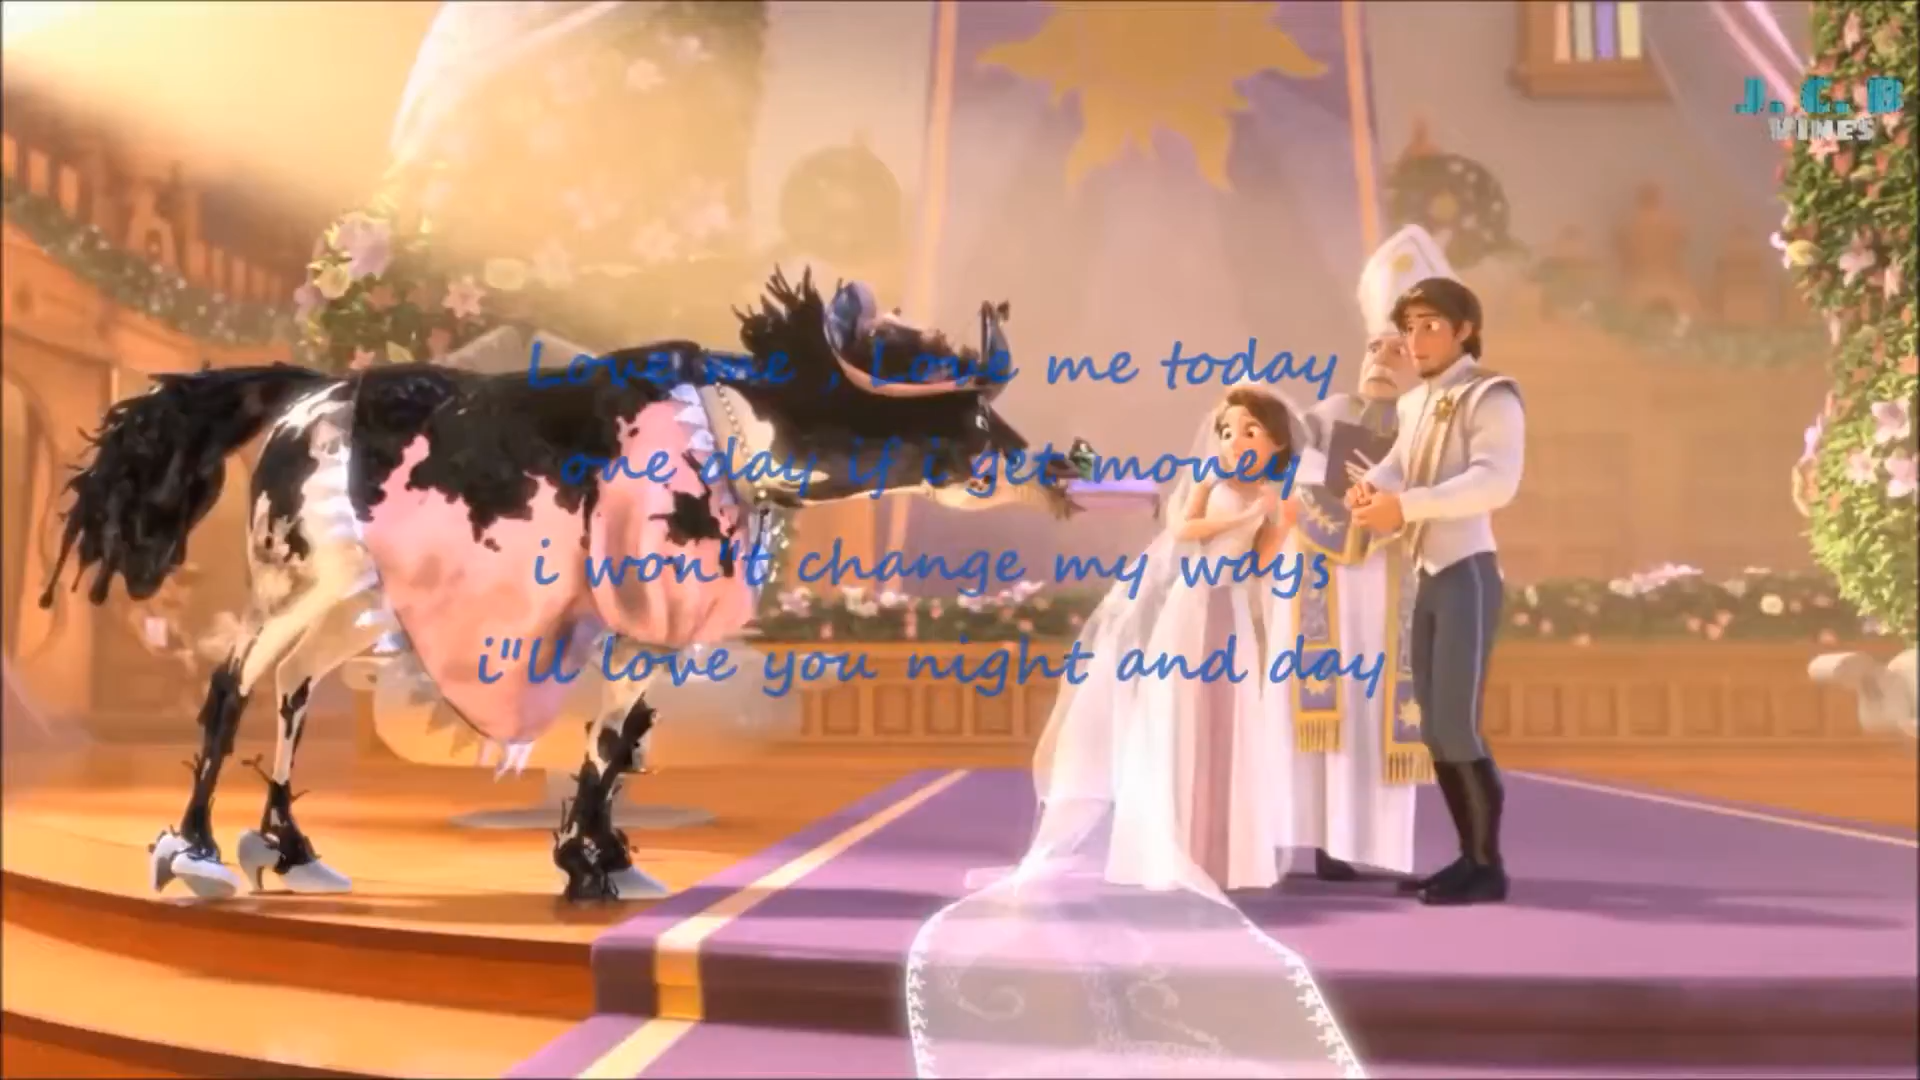 J. C. B
VINES
Love me , Love me today
one day if i get money
i won"t change my ways
i"ll love you night and day